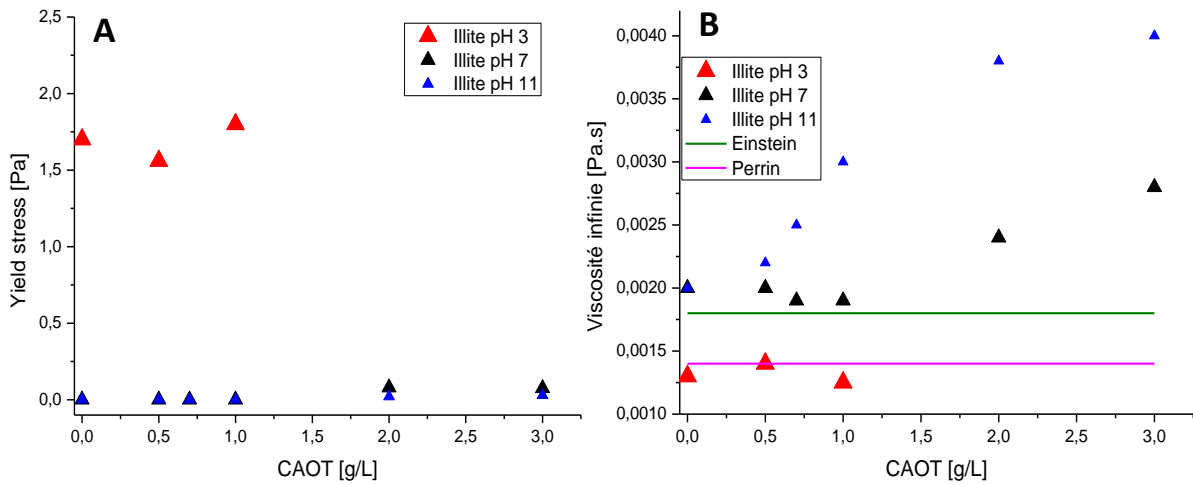 A
Illite pH 3
Illite pH 7
Illite pH 11
Yield stress [Pa]
2,5
2,0
1,5
1,0
0,5
0,0
0,0 0,5 1,0 1,5 2,0 2,5 3,0
CAOT [g/L]
B
Illite pH 3
Illite pH 7
Illite pH 11
Einstein
Perrin
Viscosité infinie [Pa.s]
0,0040
0,0035
0,0030
0,0025
0,0020
0,0015
0,0010
0,0 0,5 1,0 1,5 2,0 2,5 3,0
CAOT [g/L]